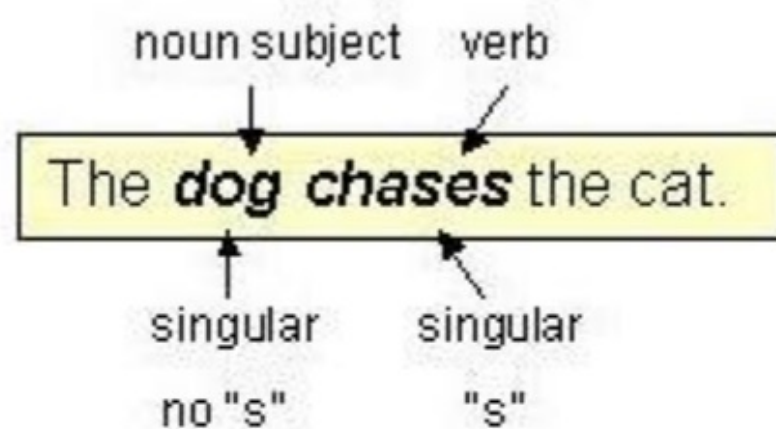 noun subject verb
The dog chases the cat.
singular singular
no "s" "s"